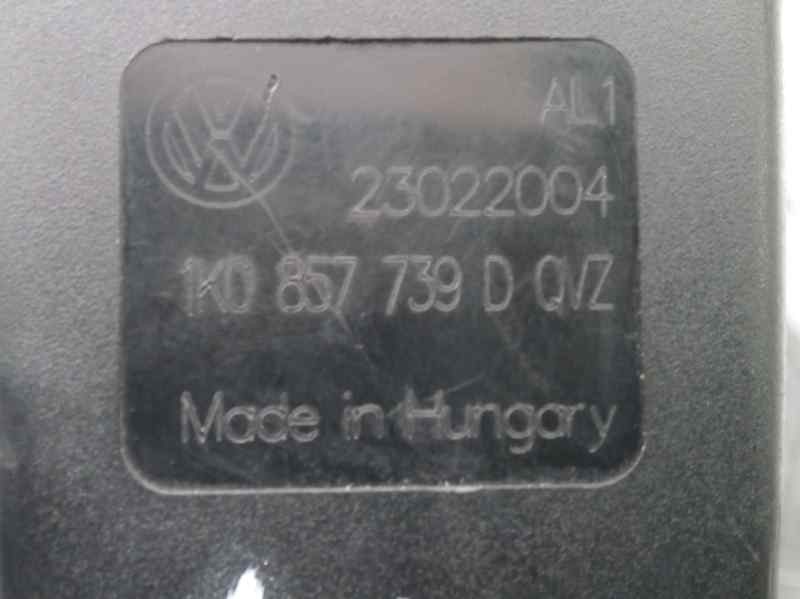 AL1
23022004
1K0 857 739 D QVZ
Made in Hungary